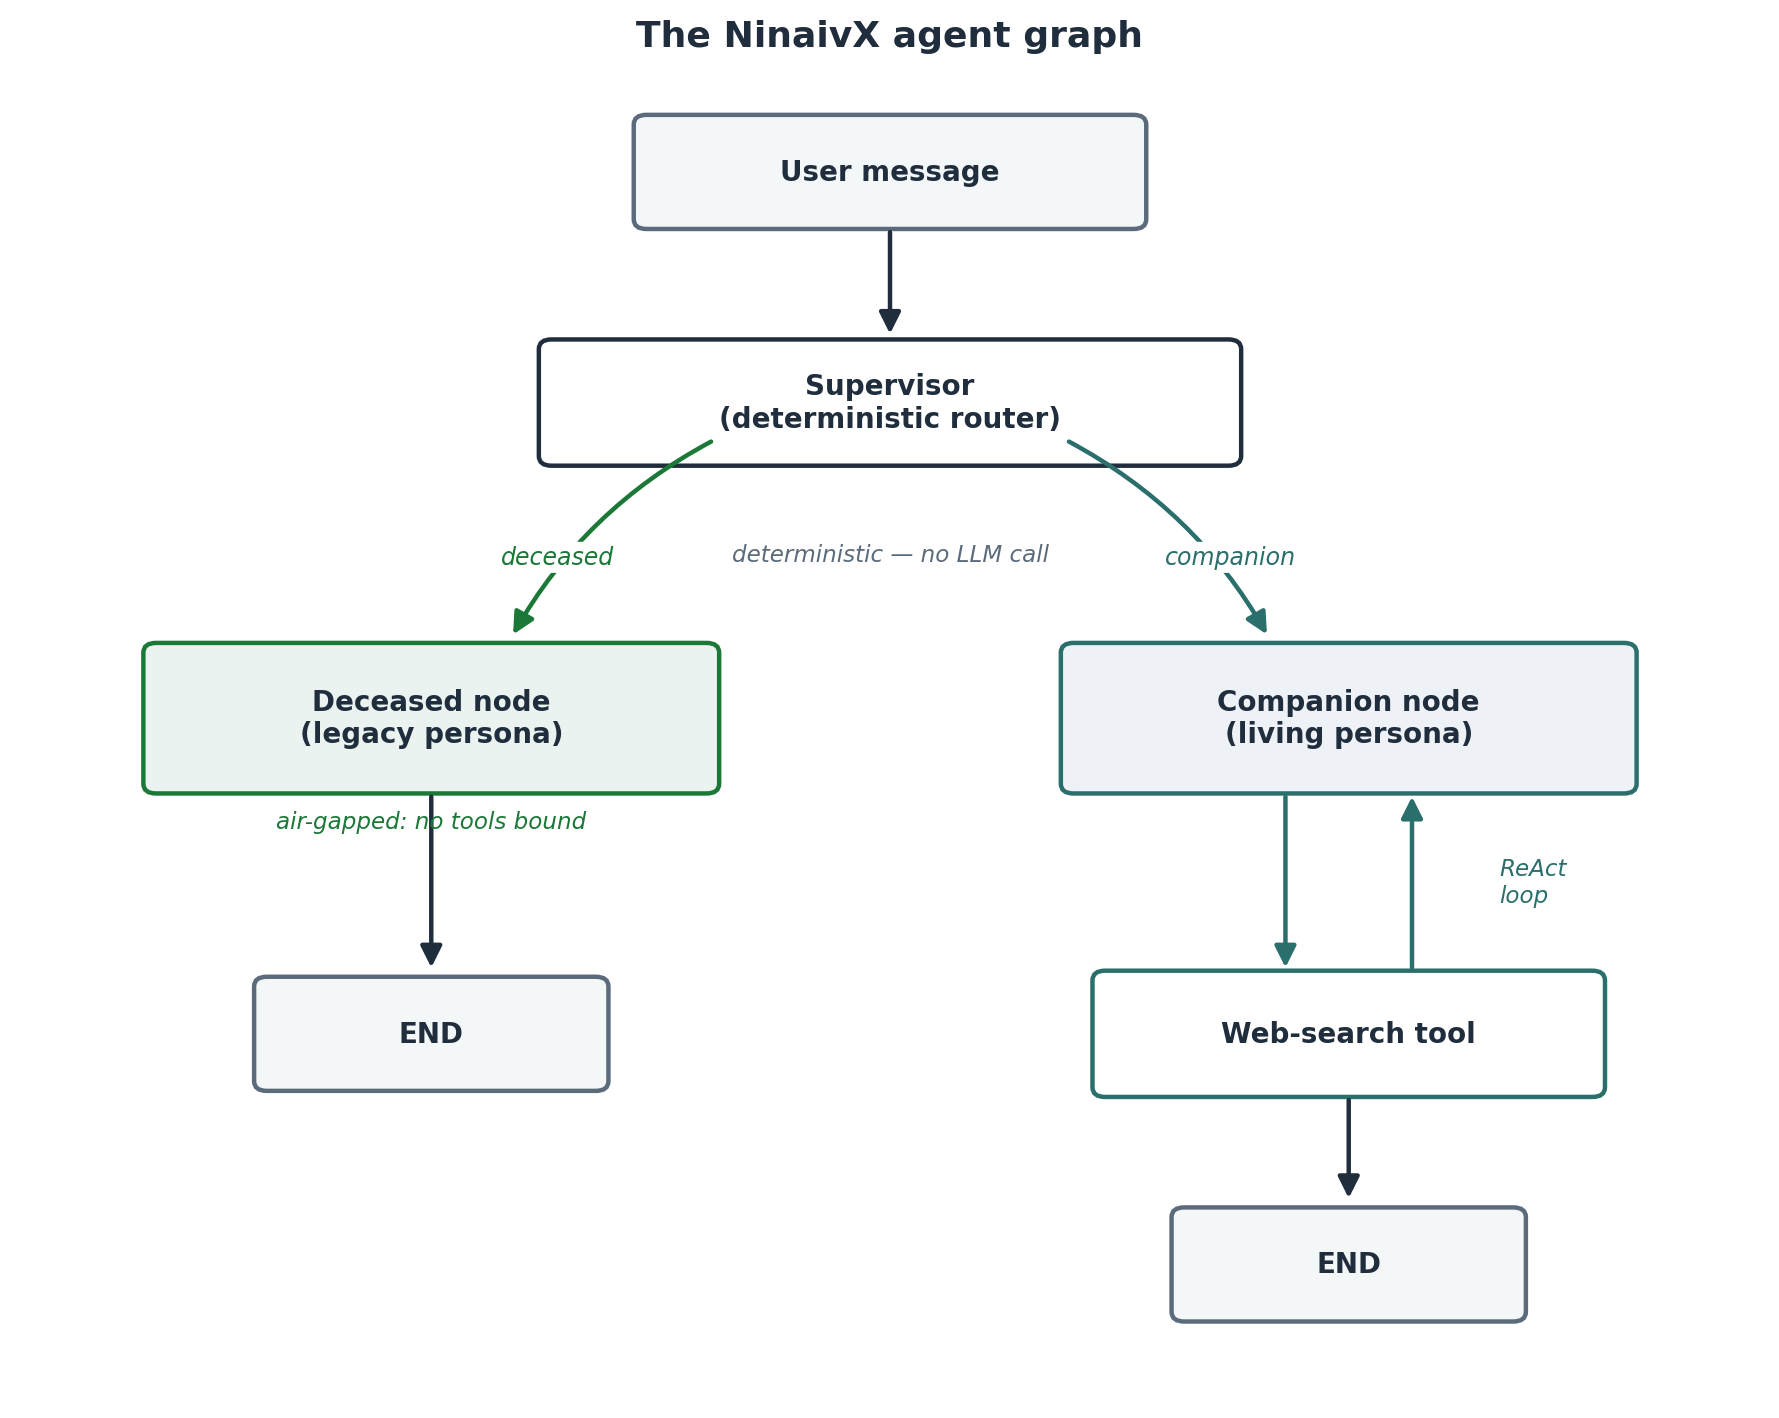 The NinaivX agent graph
User message
Supervisor
(deterministic router)
deceased
deterministic — no LLM call
companion
Deceased node
(legacy persona)
Companion node
(living persona)
air-gapped: no tools bound
ReAct
loop
END
Web-search tool
END